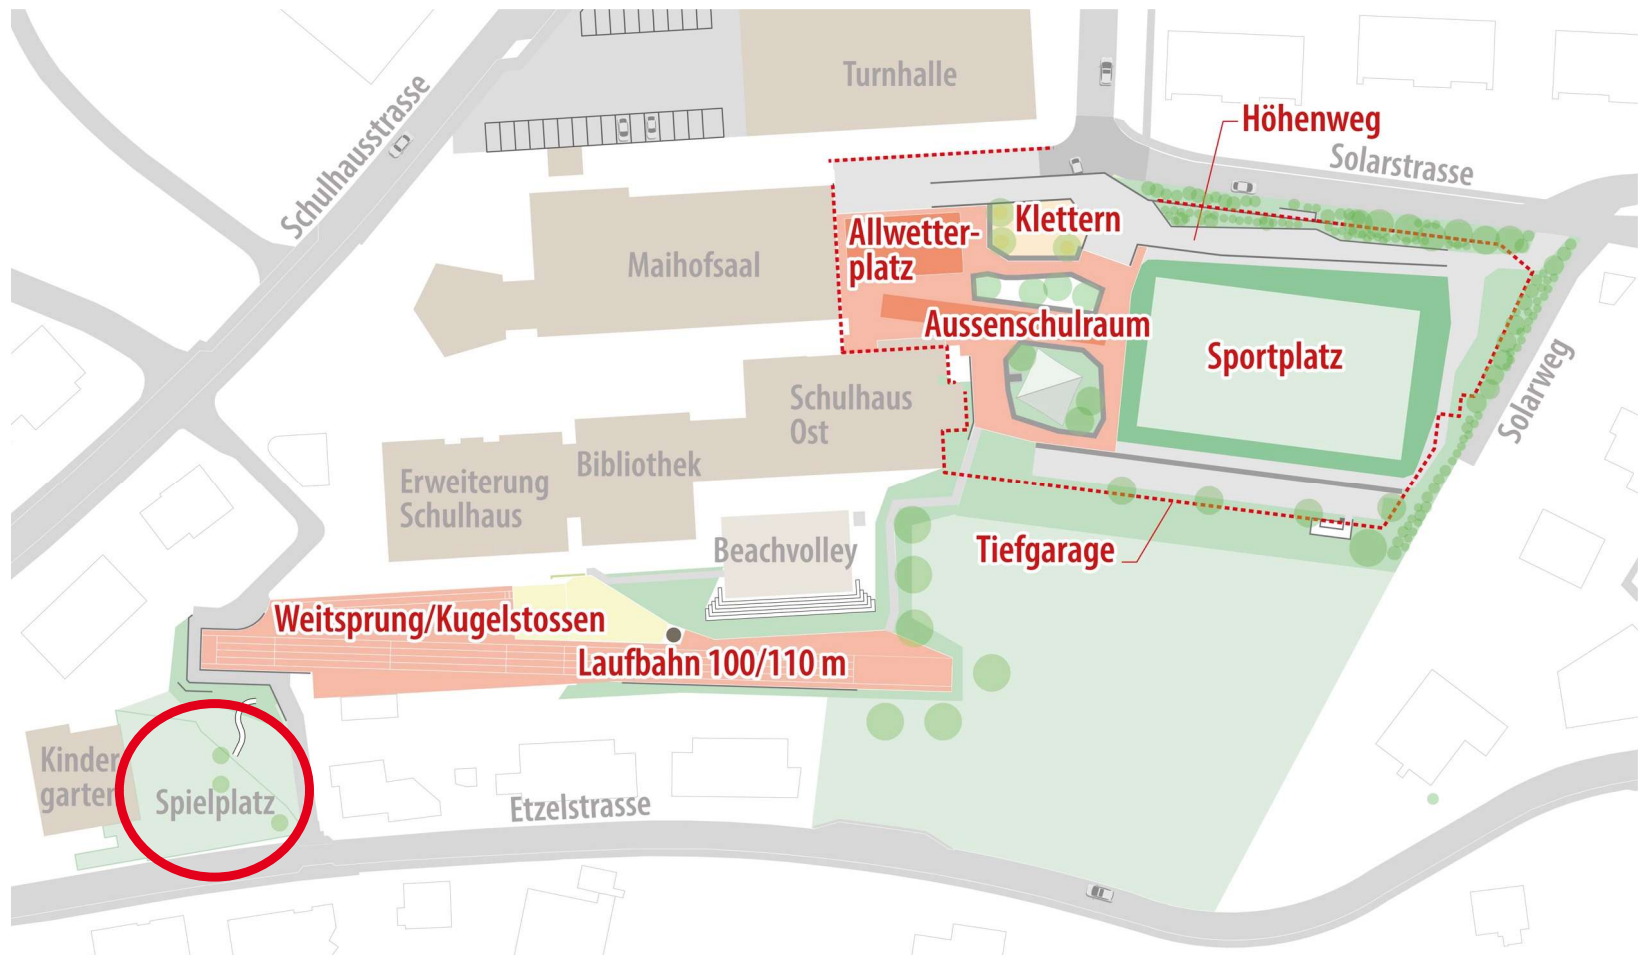 Turnhalle
Schulhausstrasse
Höhenweg
Solarstrasse
Klettern
Allwetter-
platz
Maihofsaal
Aussenschulraum
Sportplatz
Solarweg
Schulhaus
Ost
Bibliothek
Erweiterung
Schulhaus
Beachvolley
Tiefgarage
Weitsprung/Kugelstossen
Laufbahn 100/110 m
Kinder
garten
Spielplatz
Etzelstrasse